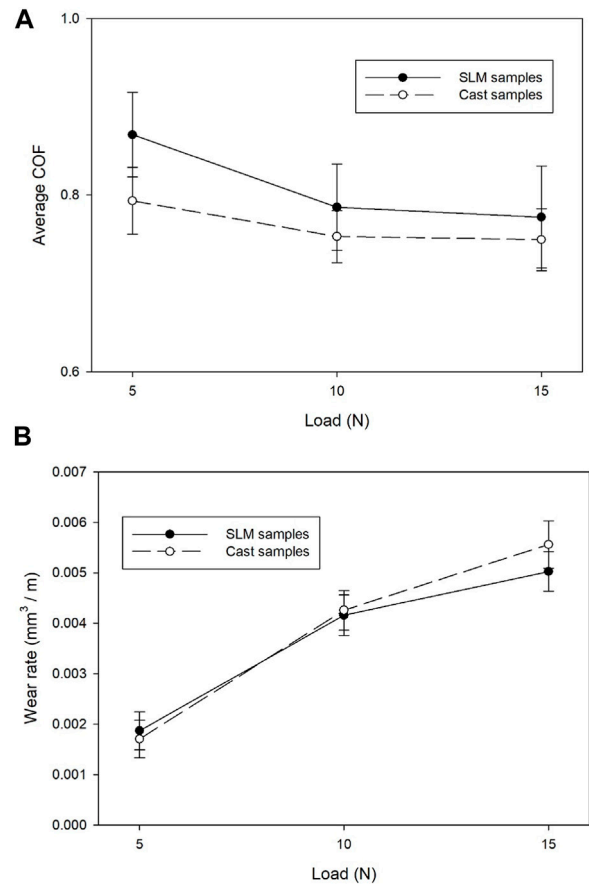 A
1.0
SLM samples
Cast samples
0.8
Average COF
0.6
5 10 15
Load (N)
B
0.007
0.006
SLM samples
Cast samples
0.005
0.004
Wear rate (mm³ / m)
0.003
0.002
0.001
0.000
5 10 15
Load (N)